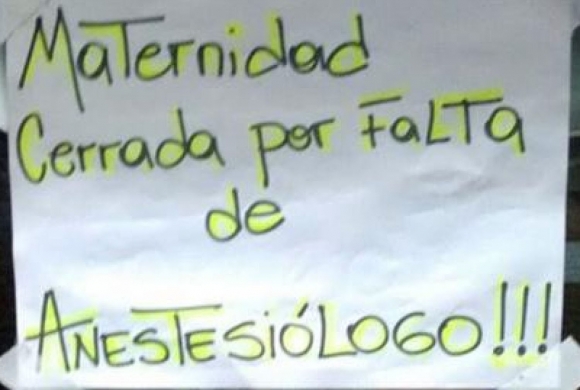 Maternidad
Cerrada por Falta
de
Anestesiólogo!!!